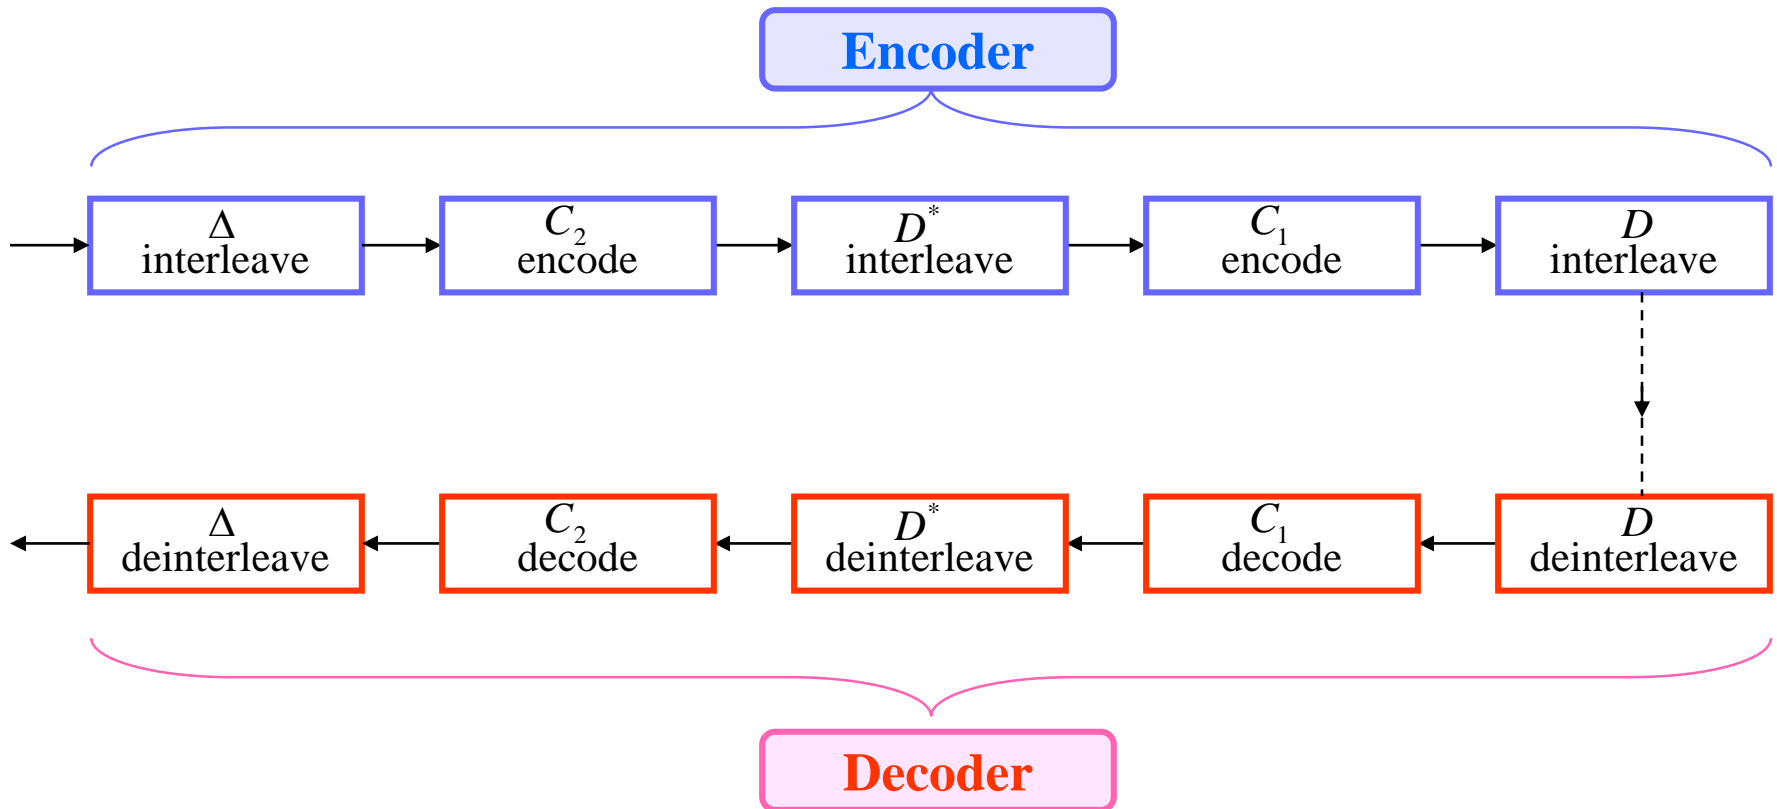 Encoder
Δ
interleave
C₂
encode
D*
interleave
C₁
encode
D
interleave
Δ
deinterleave
C₂
decode
D*
deinterleave
C₁
decode
D
deinterleave
Decoder